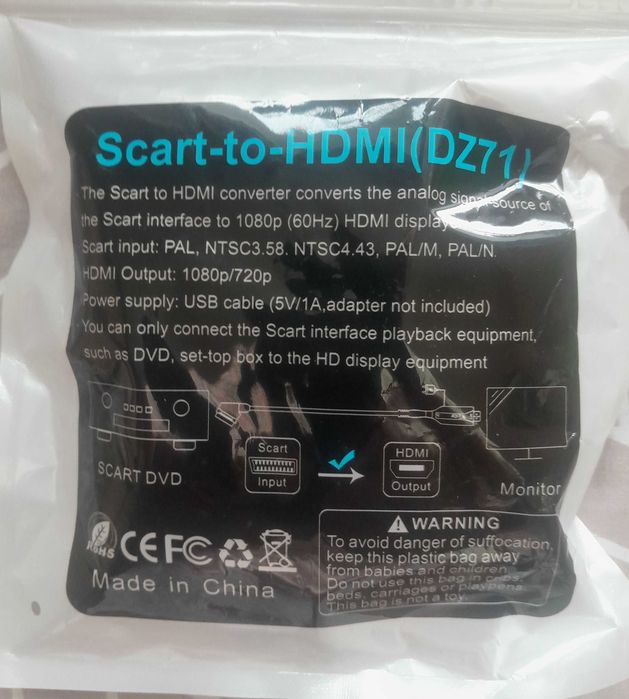 Scart-to-HDMI(DZ71)
The Scart to HDMI converter converts the analog signal source of
the Scart interface to 1080p (60Hz) HDMI display
Scart input: PAL, NTSC3.58. NTSC4.43, PAL/M, PAL/N.
HDMI Output: 1080p/720p
Power supply: USB cable (5V/1A,adapter not included)
You can only connect the Scart interface playback equipment,
such as DVD, set-top box to the HD display equipment
SCART DVD
Scart
Input
HDMI
Output
Monitor
RoHS CE FC
Made in China
WARNING
To avoid danger of suffocation,
keep this plastic bag away
from babies and children.
Do not use this bag in cribs,
beds, carriages or playpens.
This bag is not a toy.